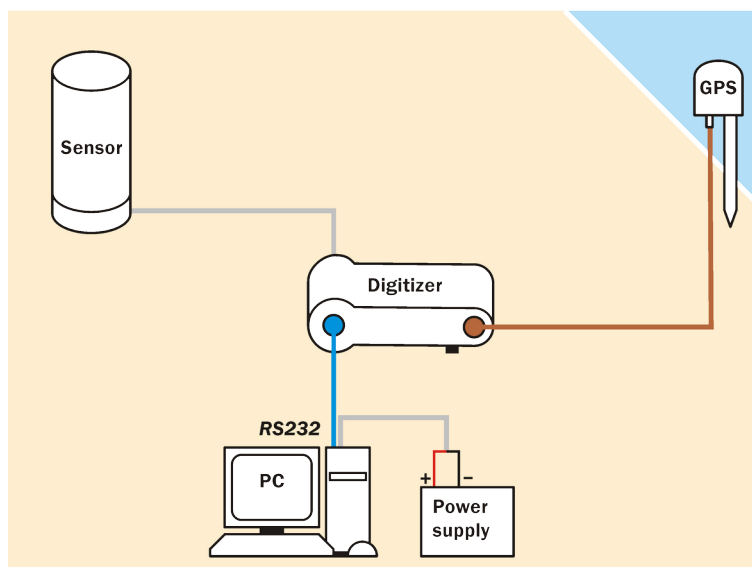 GPS
Sensor
Digitizer
RS232
PC
+ −
Power
supply